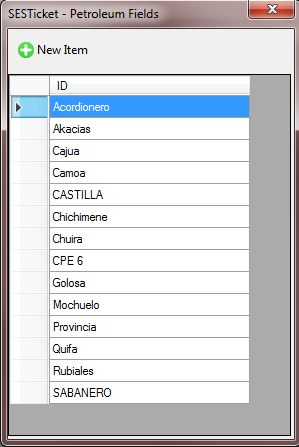 SESTicket - Petroleum Fields
New Item
ID
Acordionero
Akacias
Cajua
Camoa
CASTILLA
Chichimene
Chuira
CPE 6
Golosa
Mochuelo
Provincia
Quifa
Rubiales
SABANERO